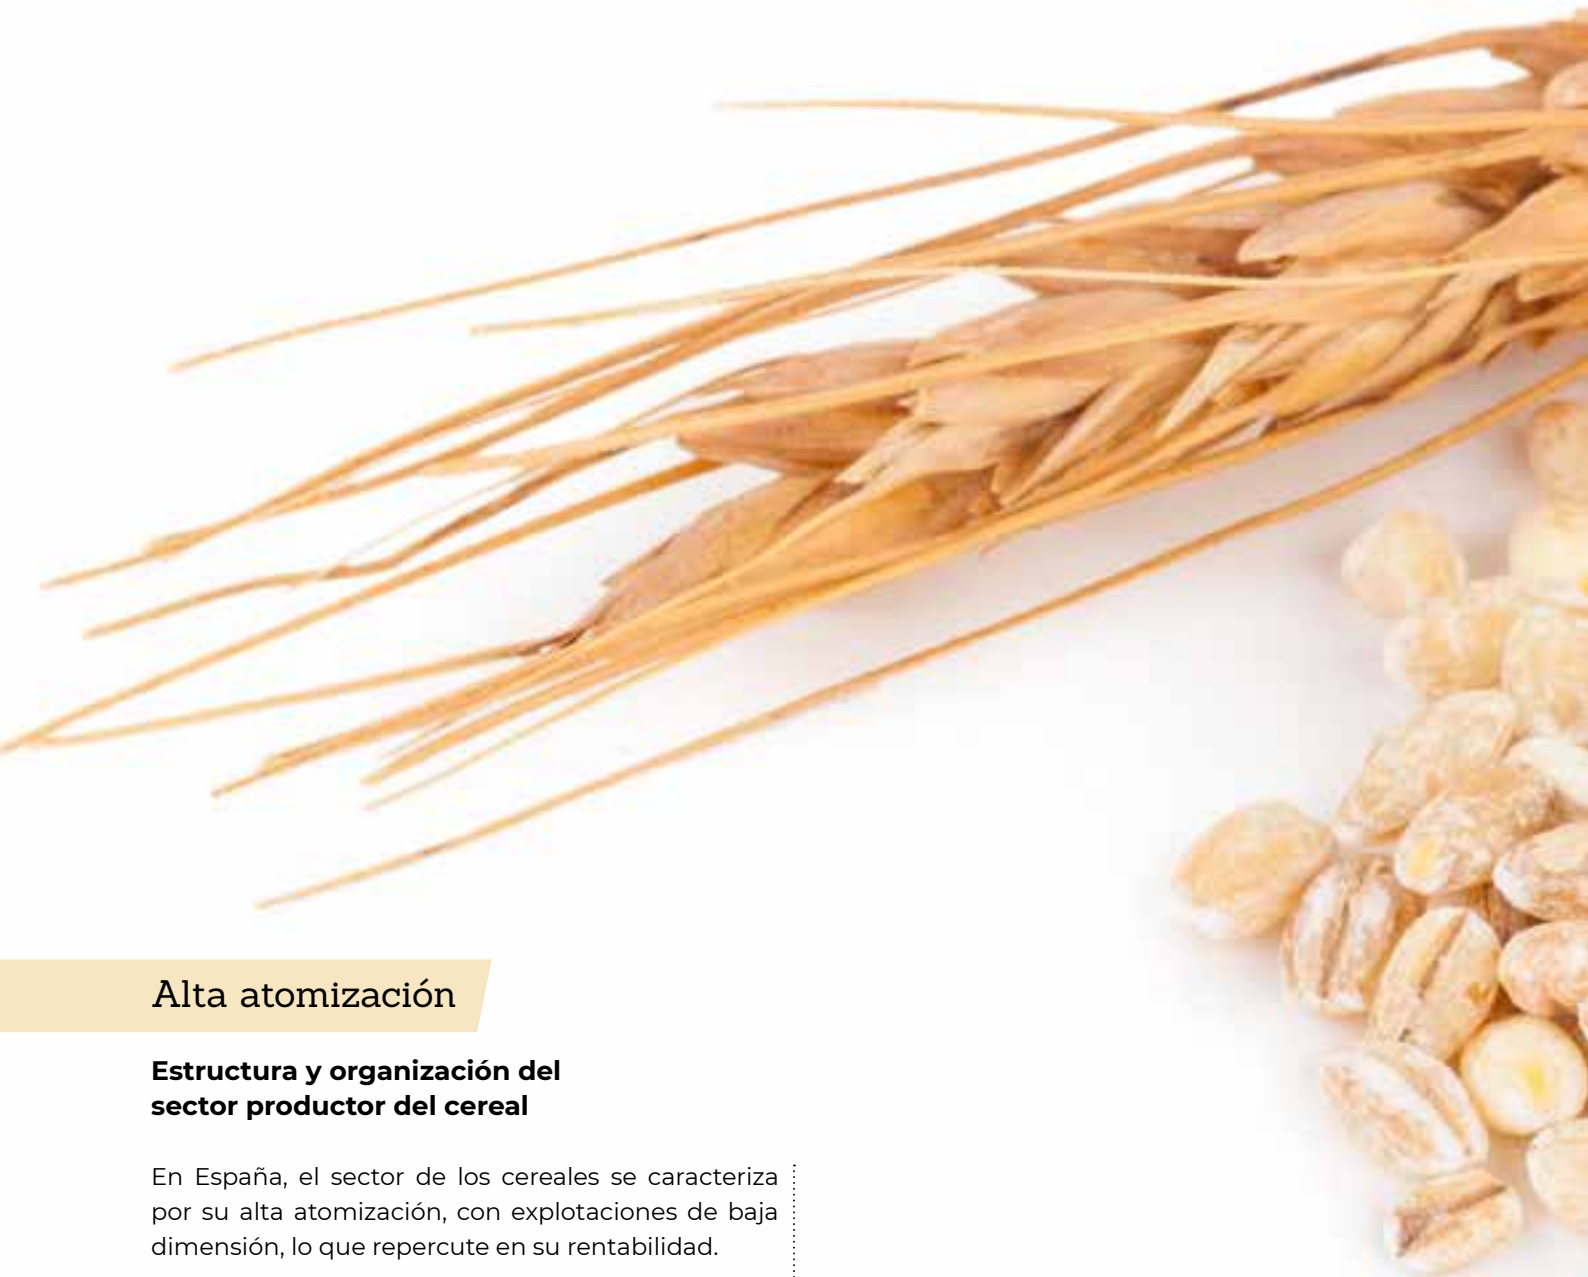 Alta atomización
Estructura y organización del
sector productor del cereal
En España, el sector de los cereales se caracteriza
por su alta atomización, con explotaciones de baja
dimensión, lo que repercute en su rentabilidad.